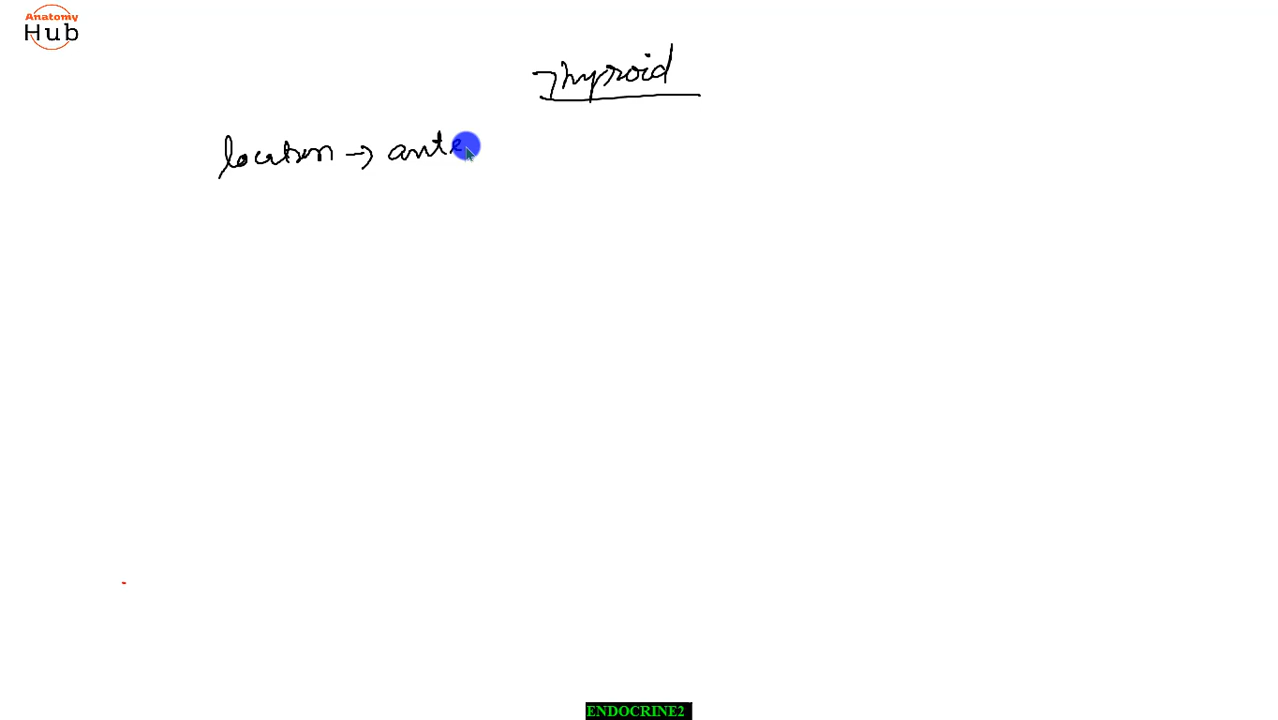 Anatomy
Hub
Thyroid
location → ante
ENDOCRINE2